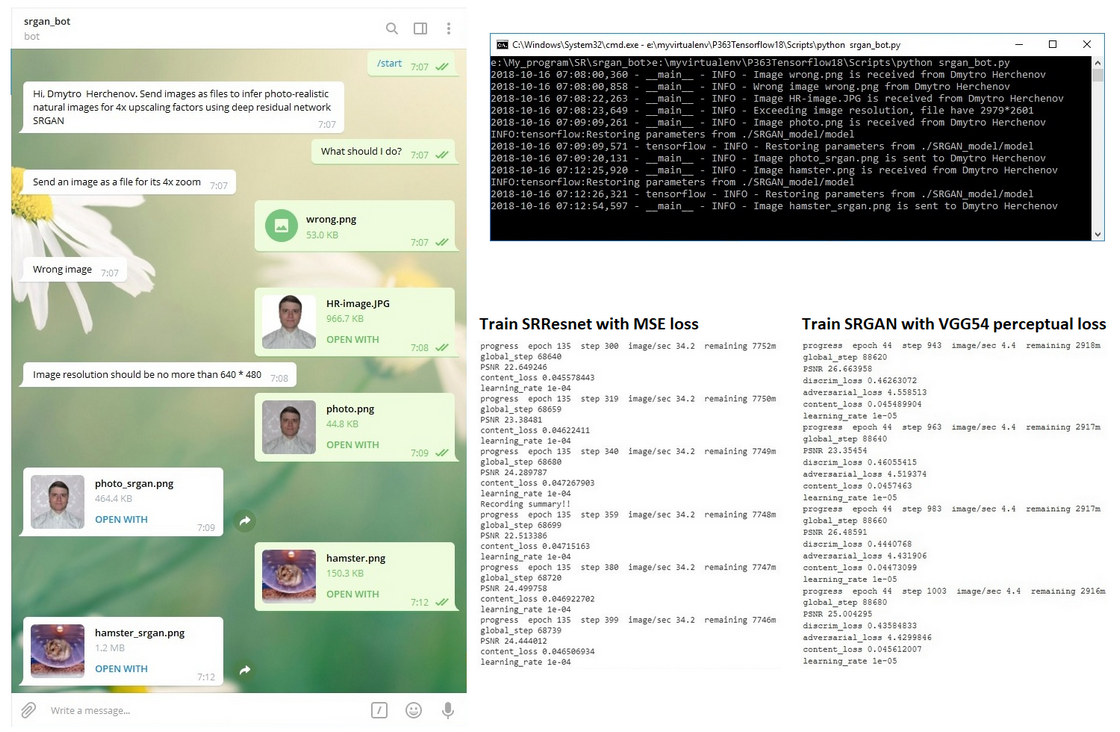 srgan_bot
bot
/start 7:07
Hi, Dmytro Herchenov. Send images as files to infer photo-realistic
natural images for 4x upscaling factors using deep residual network
SRGAN
7:07
What should I do? 7:07
Send an image as a file for its 4x zoom 7:07
wrong.png
53.0 KB
7:07
Wrong image 7:07
HR-image.JPG
966.7 KB
OPEN WITH
7:08
Image resolution should be no more than 640 * 480 7:08
photo.png
44.8 KB
OPEN WITH
7:09
photo_srgan.png
464.4 KB
OPEN WITH
7:09
hamster.png
150.3 KB
OPEN WITH
7:12
hamster_srgan.png
1.2 MB
OPEN WITH
7:12
Write a message...
C:\Windows\System32\cmd.exe - e:\myvirtualenv\P363Tensorflow18\Scripts\python srgan_bot.py
e:\My_program\SR\srgan_bot>e:\myvirtualenv\P363Tensorflow18\Scripts\python srgan_bot.py
2018-10-16 07:08:00,360 - __main__ - INFO - Image wrong.png is received from Dmytro Herchenov
2018-10-16 07:08:00,858 - __main__ - INFO - Wrong image wrong.png from Dmytro Herchenov
2018-10-16 07:08:22,263 - __main__ - INFO - Image HR-image.JPG is received from Dmytro Herchenov
2018-10-16 07:08:23,649 - __main__ - INFO - Exceeding image resolution, file have 2979*2601
2018-10-16 07:09:09,261 - __main__ - INFO - Image photo.png is received from Dmytro Herchenov
INFO:tensorflow:Restoring parameters from ./SRGAN_model/model
2018-10-16 07:09:09,571 - tensorflow - INFO - Restoring parameters from ./SRGAN_model/model
2018-10-16 07:09:20,131 - __main__ - INFO - Image photo_srgan.png is sent to Dmytro Herchenov
2018-10-16 07:12:25,920 - __main__ - INFO - Image hamster.png is received from Dmytro Herchenov
INFO:tensorflow:Restoring parameters from ./SRGAN_model/model
2018-10-16 07:12:26,321 - tensorflow - INFO - Restoring parameters from ./SRGAN_model/model
2018-10-16 07:12:54,597 - __main__ - INFO - Image hamster_srgan.png is sent to Dmytro Herchenov
Train SRResnet with MSE loss
progress epoch 135 step 300 image/sec 34.2 remaining 7752m
global_step 68640
PSNR 22.649246
content_loss 0.045578443
learning_rate 1e-04
progress epoch 135 step 319 image/sec 34.2 remaining 7750m
global_step 68659
PSNR 23.38481
content_loss 0.04622411
learning_rate 1e-04
progress epoch 135 step 340 image/sec 34.2 remaining 7749m
global_step 68680
PSNR 24.289787
content_loss 0.047267903
learning_rate 1e-04
Recording summary!!
progress epoch 135 step 359 image/sec 34.2 remaining 7748m
global_step 68699
PSNR 22.513386
content_loss 0.04715163
learning_rate 1e-04
progress epoch 135 step 380 image/sec 34.2 remaining 7747m
global_step 68720
PSNR 24.499758
content_loss 0.046922702
learning_rate 1e-04
progress epoch 135 step 399 image/sec 34.2 remaining 7746m
global_step 68739
PSNR 24.444012
content_loss 0.046506934
learning_rate 1e-04
Train SRGAN with VGG54 perceptual loss
progress epoch 44 step 943 image/sec 4.4 remaining 2918m
global_step 88620
PSNR 26.663958
discrim_loss 0.46263072
adversarial_loss 4.558513
content_loss 0.045489904
learning_rate 1e-05
progress epoch 44 step 963 image/sec 4.4 remaining 2917m
global_step 88640
PSNR 23.35454
discrim_loss 0.46055415
adversarial_loss 4.519374
content_loss 0.0457463
learning_rate 1e-05
progress epoch 44 step 983 image/sec 4.4 remaining 2917m
global_step 88660
PSNR 26.48591
discrim_loss 0.4440768
adversarial_loss 4.431906
content_loss 0.04473099
learning_rate 1e-05
progress epoch 44 step 1003 image/sec 4.4 remaining 2916m
global_step 88680
PSNR 25.004295
discrim_loss 0.43584833
adversarial_loss 4.4299846
content_loss 0.045612007
learning_rate 1e-05